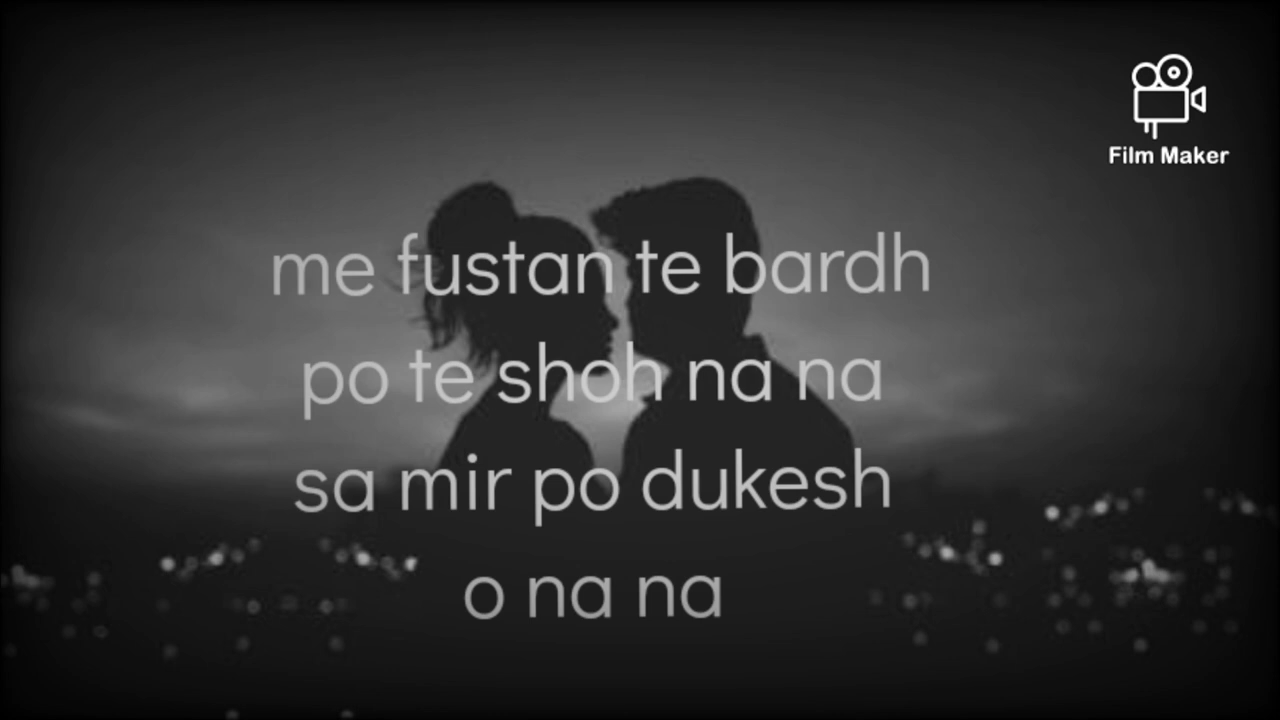 Film Maker
me fustan te bardh
po te shoh na na
sa mir po dukesh
o na na